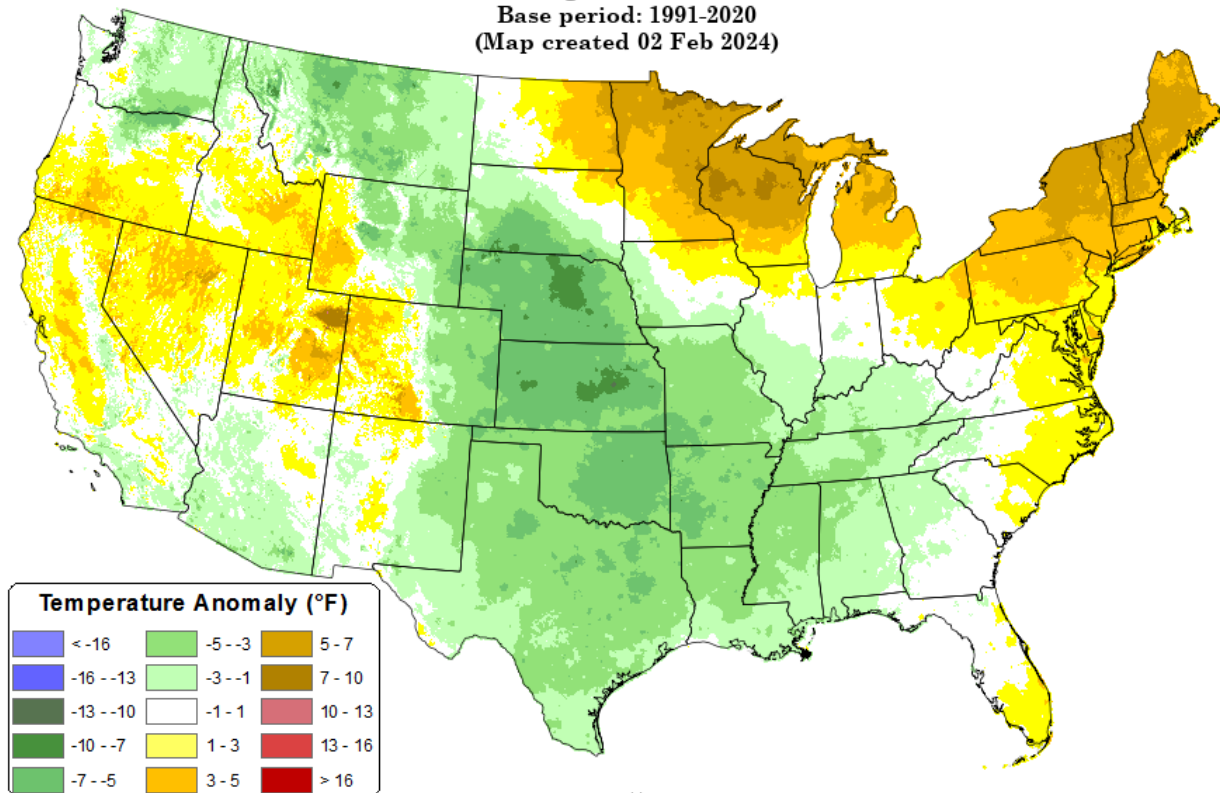 Base period: 1991-2020
(Map created 02 Feb 2024)
Temperature Anomaly (°F)
< -16
-5 - -3
5 - 7
-16 - -13
-3 - -1
7 - 10
-13 - -10
-1 - 1
10 - 13
-10 - -7
1 - 3
13 - 16
-7 - -5
3 - 5
> 16